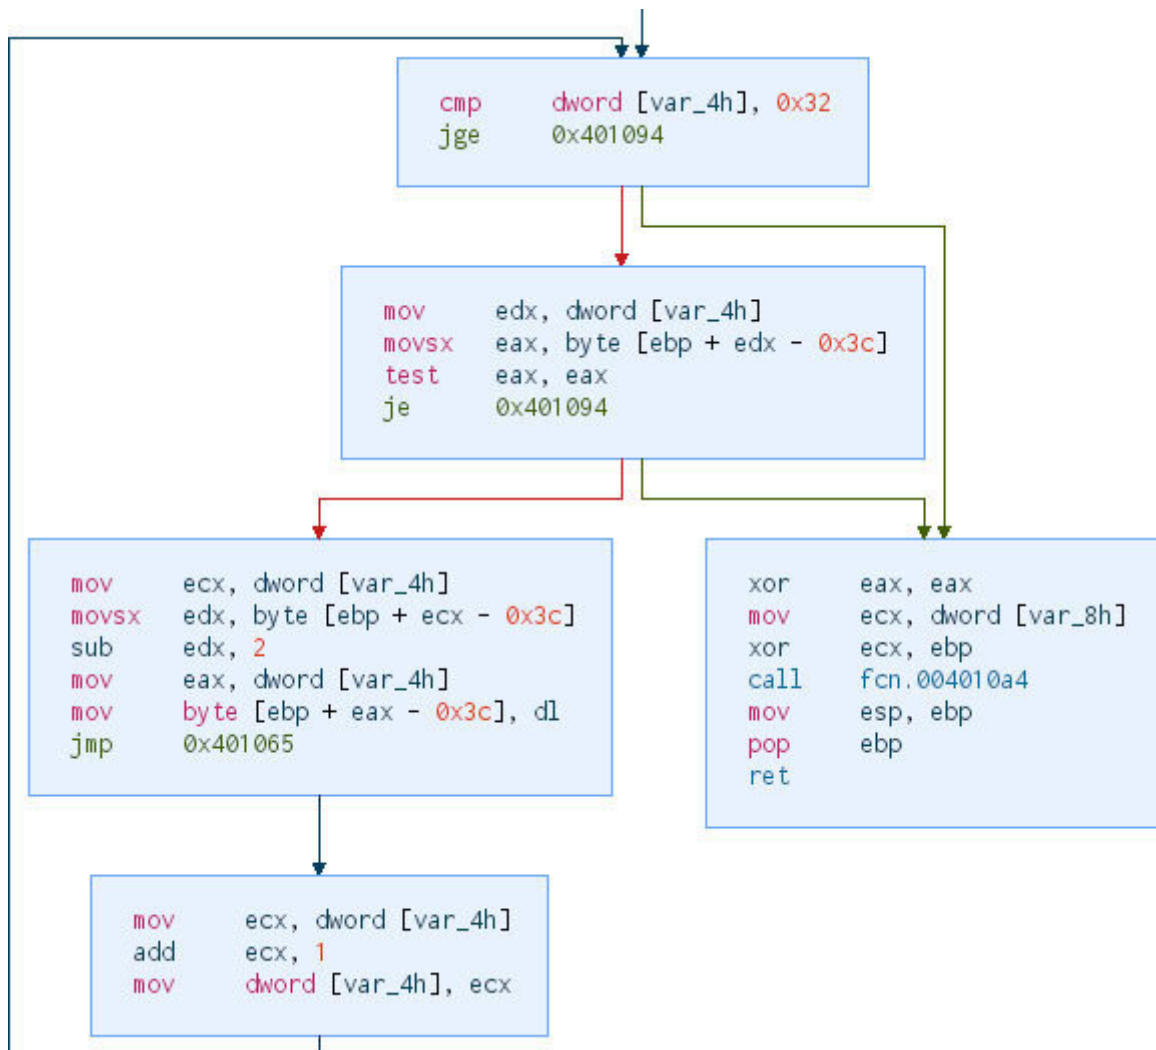 cmp dword [var_4h], 0x32
jge 0x401094
mov edx, dword [var_4h]
movsx eax, byte [ebp + edx - 0x3c]
test eax, eax
je 0x401094
mov ecx, dword [var_4h]
movsx edx, byte [ebp + ecx - 0x3c]
sub edx, 2
mov eax, dword [var_4h]
mov byte [ebp + eax - 0x3c], dl
jmp 0x401065
xor eax, eax
mov ecx, dword [var_8h]
xor ecx, ebp
call fcn.004010a4
mov esp, ebp
pop ebp
ret
mov ecx, dword [var_4h]
add ecx, 1
mov dword [var_4h], ecx